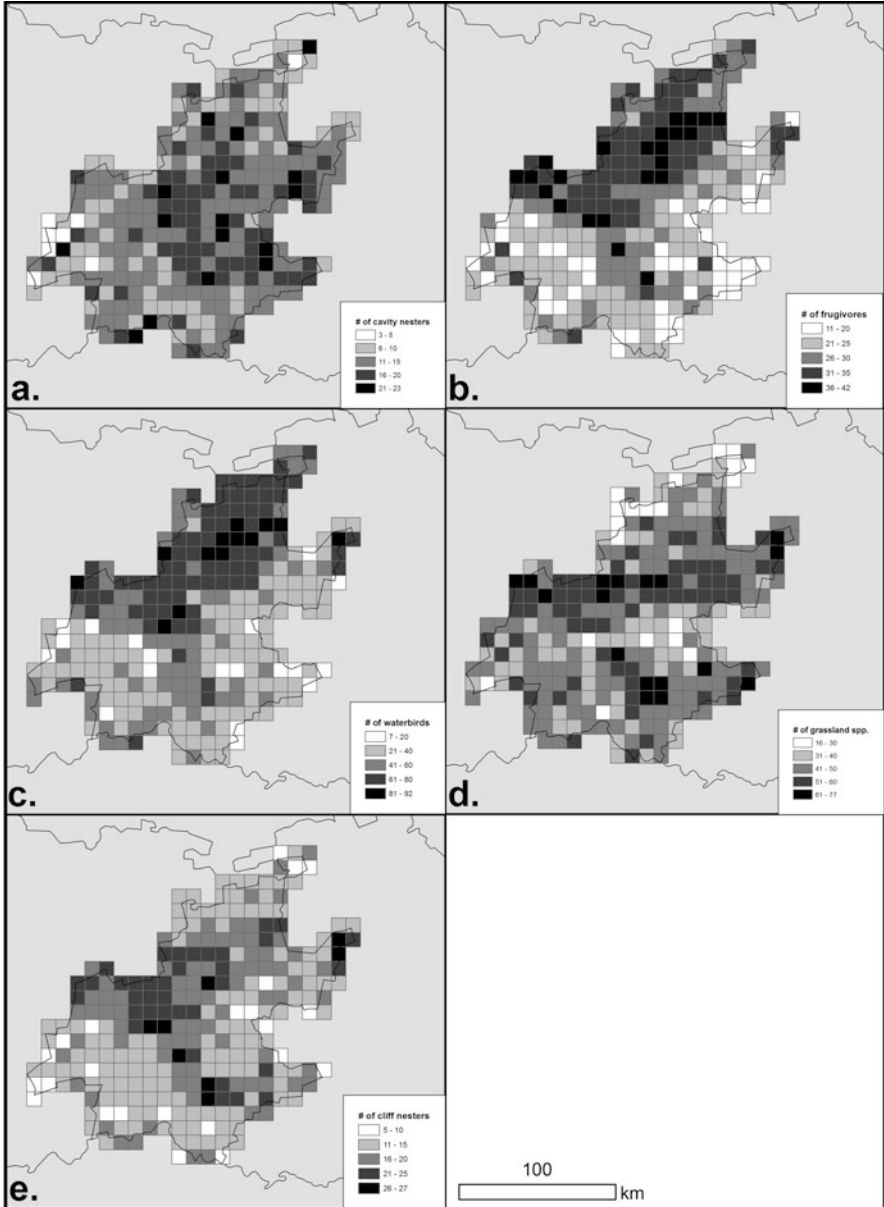 a.
# of cavity nesters
3 - 5
6 - 10
11 - 15
16 - 20
21 - 23
b.
# of frugivores
11 - 20
21 - 25
26 - 30
31 - 35
36 - 42
c.
# of waterbirds
7 - 20
21 - 40
41 - 60
61 - 80
81 - 92
d.
# of grassland spp.
16 - 30
31 - 40
41 - 50
51 - 60
61 - 77
e.
# of cliff nesters
5 - 10
11 - 15
16 - 20
21 - 25
26 - 27
100
km